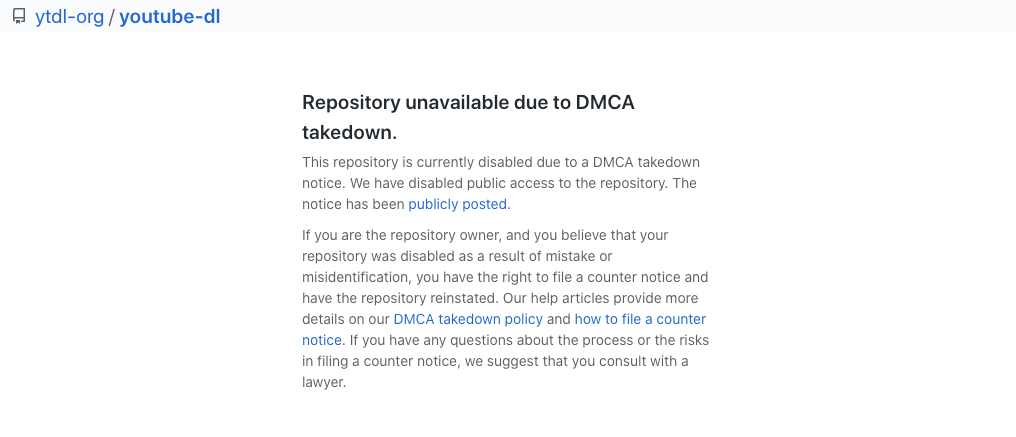 ytdl-org / youtube-dl
Repository unavailable due to DMCA
takedown.
This repository is currently disabled due to a DMCA takedown
notice. We have disabled public access to the repository. The
notice has been publicly posted.
If you are the repository owner, and you believe that your
repository was disabled as a result of mistake or
misidentification, you have the right to file a counter notice and
have the repository reinstated. Our help articles provide more
details on our DMCA takedown policy and how to file a counter
notice. If you have any questions about the process or the risks
in filing a counter notice, we suggest that you consult with a
lawyer.